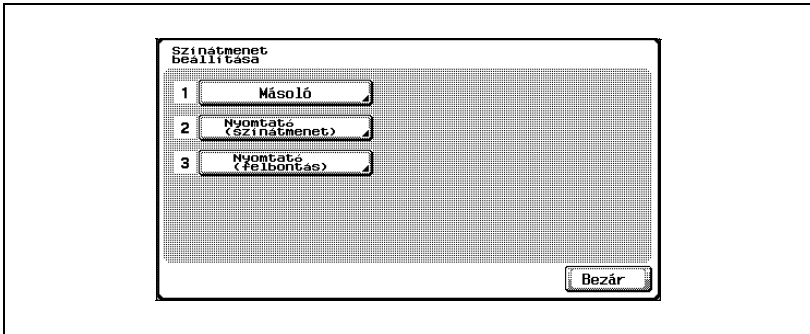 Színátmenet
beállítása
1 Másoló
2 Nyomtató
(színátmenet)
3 Nyomtató
(felbontás)
Bezár